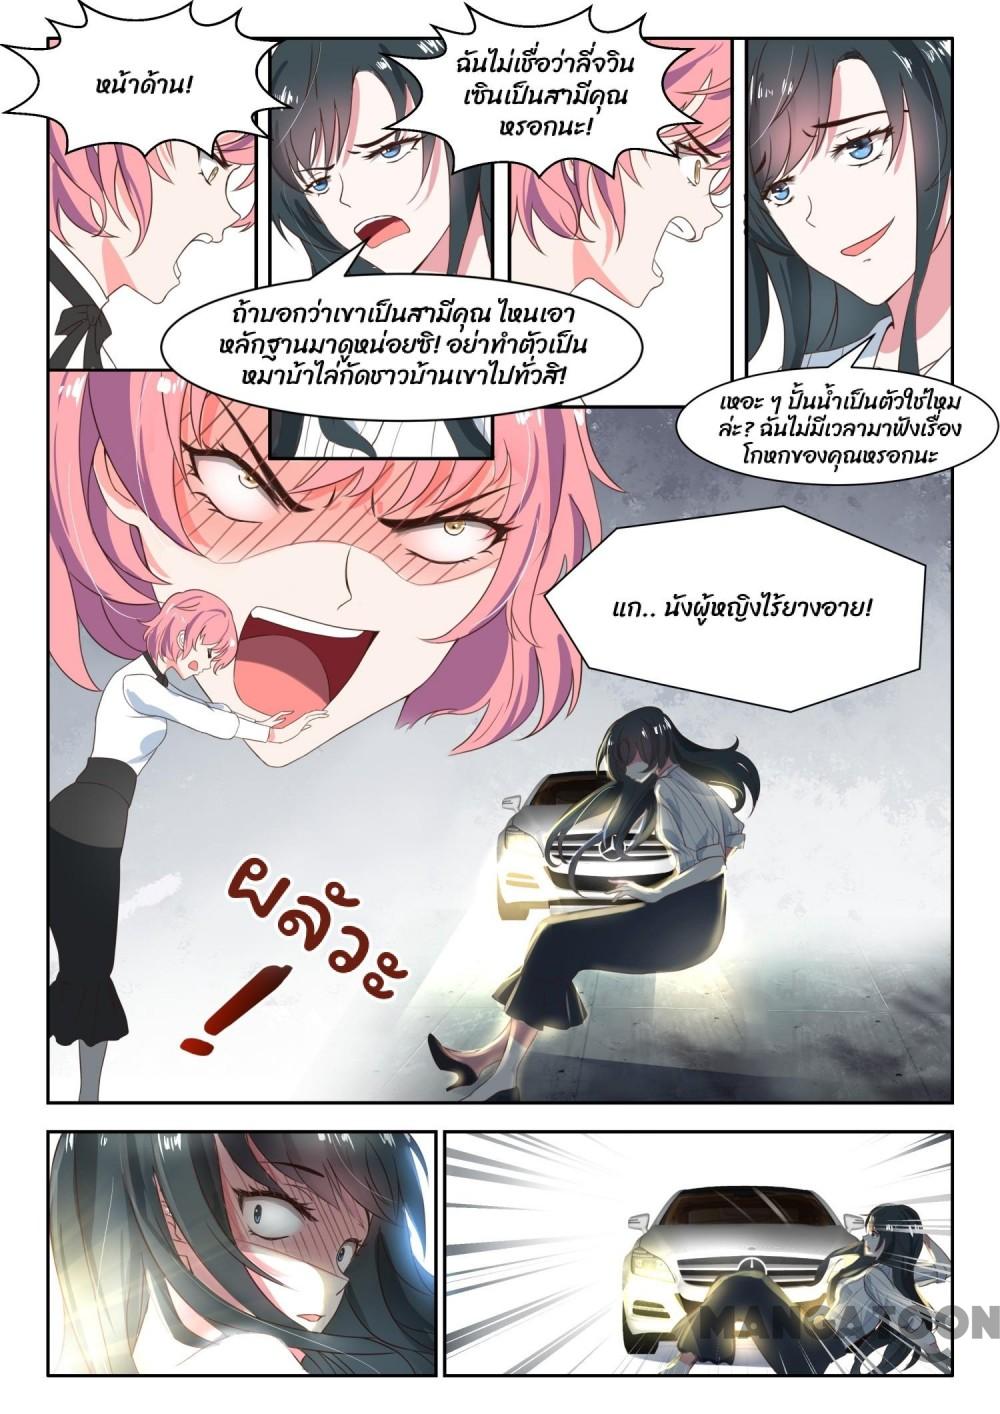 หน้าด้าน!
ฉันไม่เชื่อว่าลี่จวิน
เซินเป็นสามีคุณ
หรอกนะ!
ถ้าบอกว่าเขาเป็นสามีคุณ ไหนเอา
หลักฐานมาดูหน่อยซิ! อย่าทำตัวเป็น
หมาบ้าไล่กัดชาวบ้านเขาไปทั่วสิ!
เหอะ ๆ ปั้นน้ำเป็นตัวใช่ไหม
ล่ะ? ฉันไม่มีเวลามาฟังเรื่อง
โกหกของคุณหรอกนะ
แก.. นังผู้หญิงไร้ยางอาย!
ผลัวะ!
MANGATOON